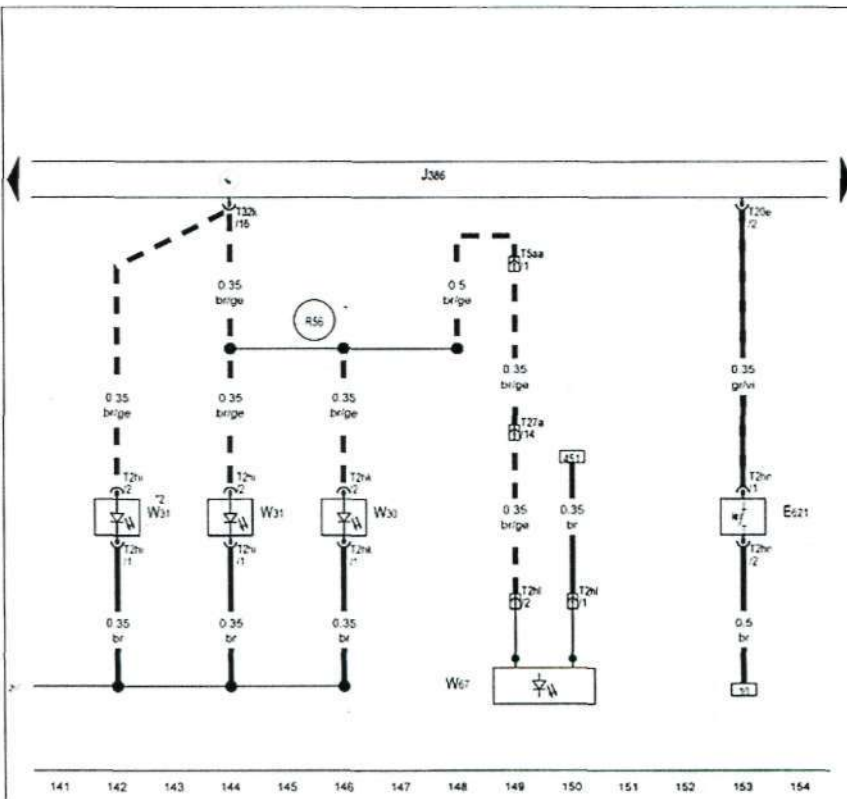 J386
T32k
/16
T20e
/2
T5aa
/1
0.35
br/ge
0.5
br/ge
R56
0.35
br/ge
0.35
br/ge
0.35
br/ge
0.35
br/ge
0.35
gr/vi
T27a
/14
451
T2hi
/2
T2hi
/2
T2hk
/2
T2hn
/1
*2
W31
W31
W30
0.35
br/ge
0.35
br
E621
T2hi
/1
T2hi
/1
T2hk
/1
T2hn
/2
T2hl
/2
T2hl
/1
0.35
br
0.35
br
0.35
br
0.5
br
W67
141 142 143 144 145 146 147 148 149 150 151 152 153 154